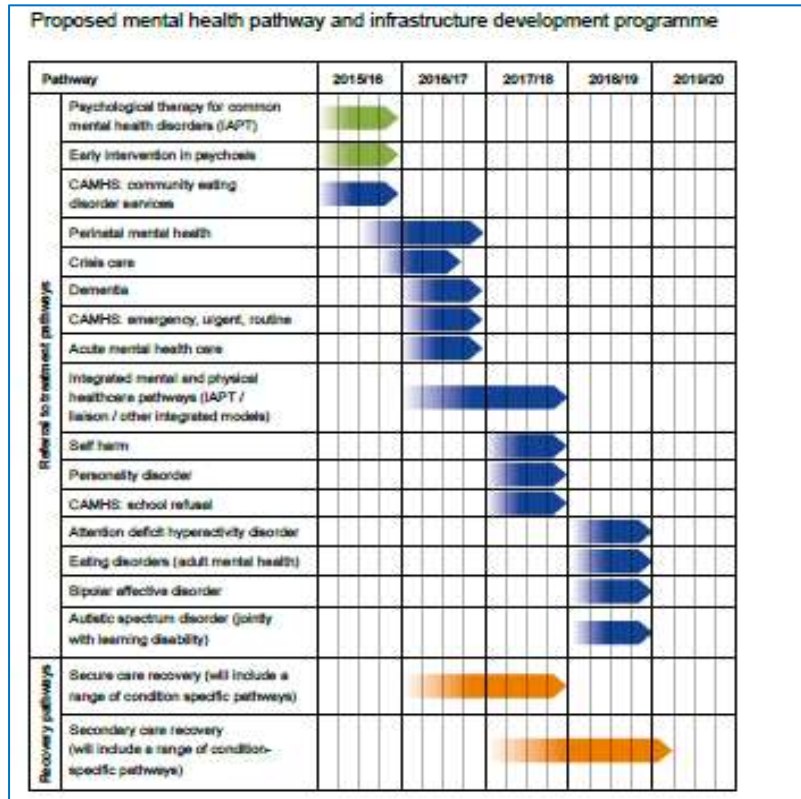 Proposed mental health pathway and infrastructure development programme
Pathway 2015/16 2016/17 2017/18 2018/19 2019/20
Referral to treatment pathways
Psychological therapy for common
mental health disorders (IAPT)
Early intervention in psychosis
CAMHS: community eating
disorder services
Perinatal mental health
Crisis care
Dementia
CAMHS: emergency, urgent, routine
Acute mental health care
Integrated mental and physical
healthcare pathways (IAPT /
liaison / other integrated models)
Self harm
Personality disorder
CAMHS: school refusal
Attention deficit hyperactivity disorder
Eating disorders (adult mental health)
Bipolar affective disorder
Autistic spectrum disorder (jointly
with learning disability)
Recovery pathways
Secure care recovery (will include a
range of condition specific pathways)
Secondary care recovery
(will include a range of condition-
specific pathways)